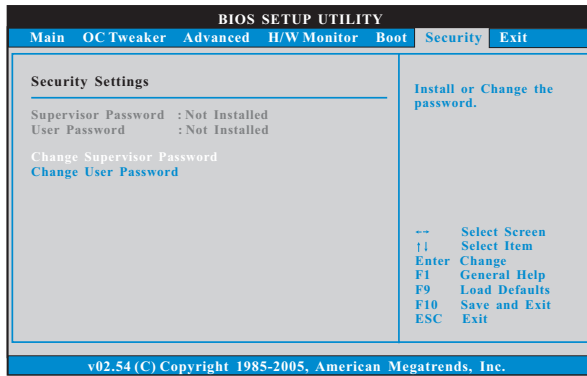 BIOS SETUP UTILITY
Main OC Tweaker Advanced H/W Monitor Boot Security Exit
Security Settings
Supervisor Password : Not Installed
User Password : Not Installed
Change Supervisor Password
Change User Password
Install or Change the
password.
←→ Select Screen
↑↓ Select Item
Enter Change
F1 General Help
F9 Load Defaults
F10 Save and Exit
ESC Exit
v02.54 (C) Copyright 1985-2005, American Megatrends, Inc.